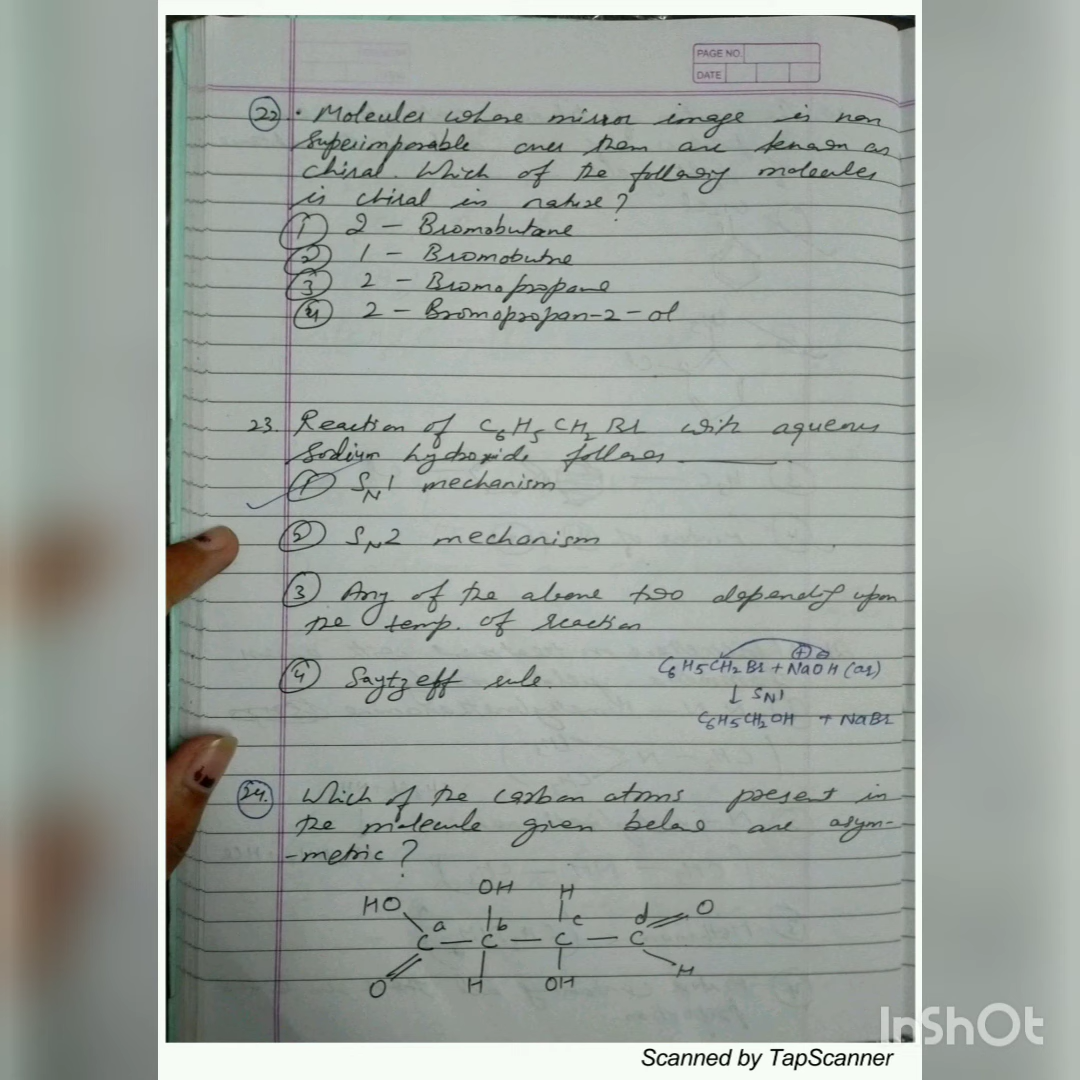 PAGE NO.
DATE
22. Molecules whose mirror image is non
superimposable over them are known as
chiral. Which of the following molecules
is chiral in nature?
1 2 - Bromobutane
2 1 - Bromobutne
3 2 - Bromopropane
4 2 - Bromopropan-2-ol
23. Reaction of C6H5CH2Br with aqueous
Sodium hydroxide follows ______.
1 SN1 mechanism
2 SN2 mechanism
3 Any of the above two depending upon
the temp. of reaction
4 Saytzeff rule.
C6H5CH2Br + NaOH (aq)
↓ SN1
C6H5CH2OH + NaBr
24. Which of the carbon atoms present in
the molecule given below are asym-
-metric?
OH H
HO a b c d O
C — C — C — C
O H OH H
InShOt
Scanned by TapScanner